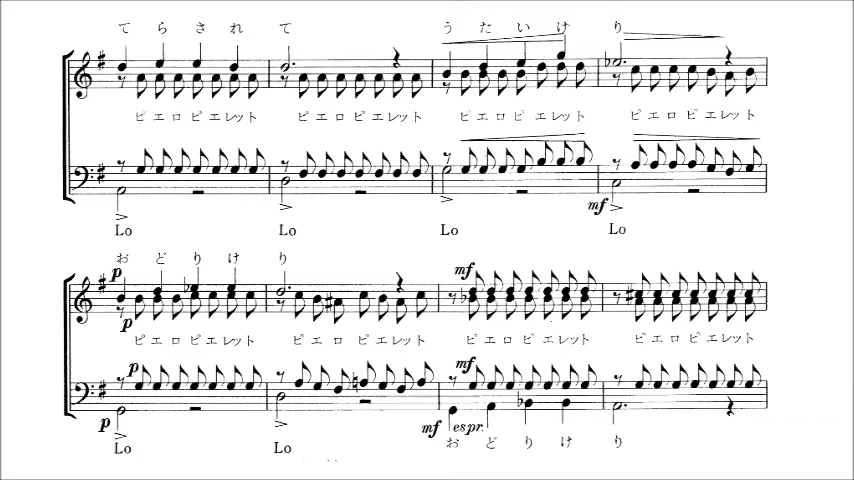 て ら さ れ て う た い け り
ピ エ ロ ピ エ レッ ト ピ エ ロ ピ エ レッ ト ピ エ ロ ピ エ レッ ト ピ エ ロ ピ エ レッ ト
mf
Lo Lo Lo Lo
お ど り け り
p mf
p
ピ エ ロ ピ エ レッ ト ピ エ ロ ピ エ レッ ト ピ エ ロ ピ エ レッ ト ピ エ ロ ピ エ レッ ト
p mf
p mf espr.
Lo Lo お ど り け り